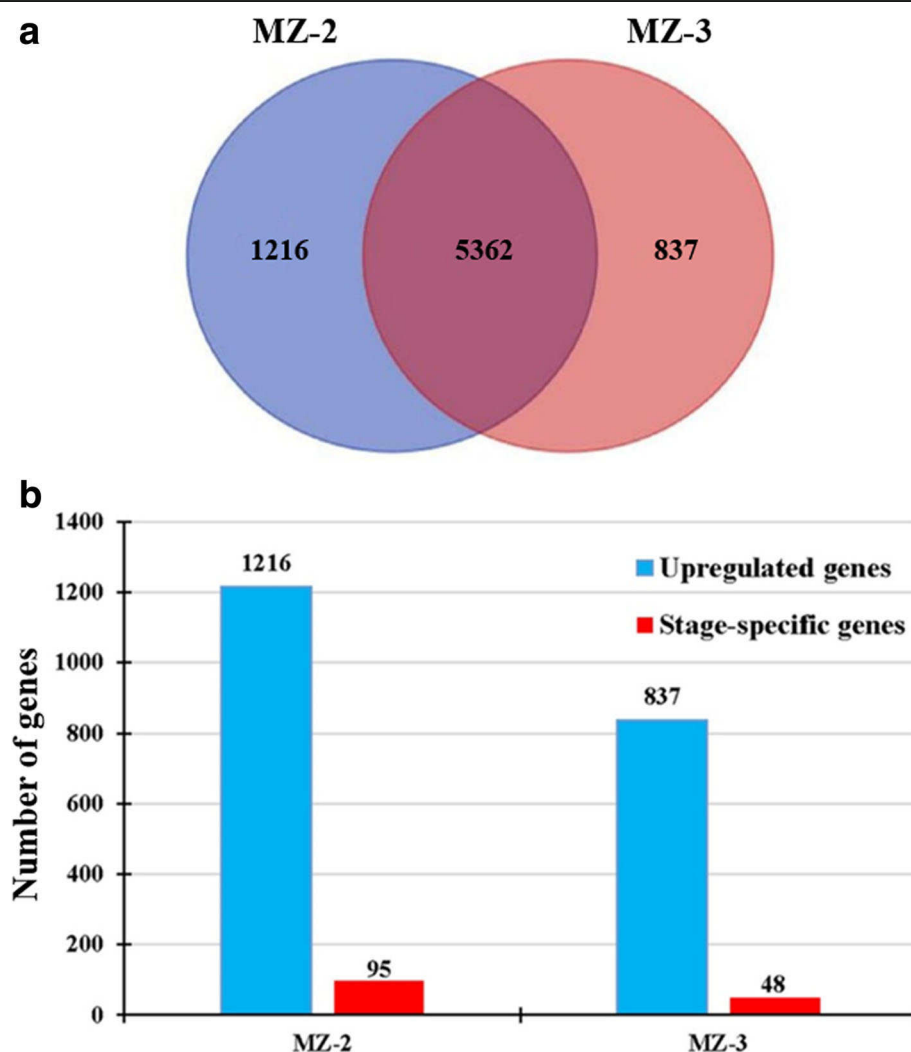 a
MZ-2 MZ-3
1216 5362 837
b
1400
1200
1000
800
600
400
200
0
Number of genes
1216
95
837
48
Upregulated genes
Stage-specific genes
MZ-2 MZ-3